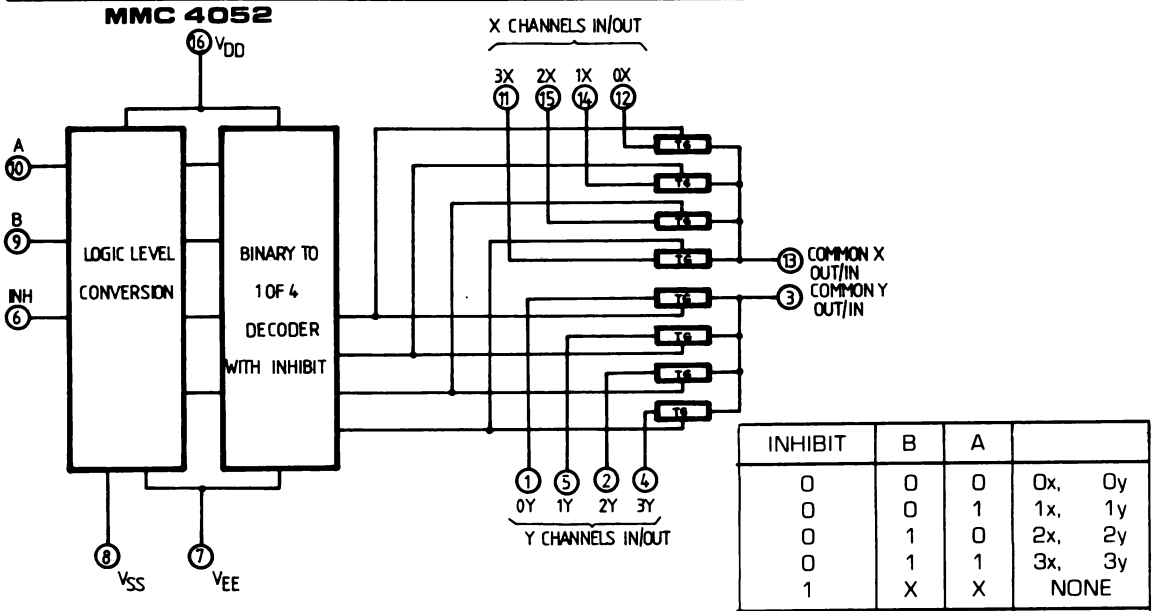 MMC 4052
16 VDD
X CHANNELS IN/OUT
3X 2X 1X 0X
11 15 14 12
A
10
B
9
INH
6
LOGIC LEVEL
CONVERSION
BINARY TO
1 OF 4
DECODER
WITH INHIBIT
TG
TG
TG
TG
TG
TG
TG
TG
13 COMMON X
OUT/IN
3 COMMON Y
OUT/IN
1 5 2 4
0Y 1Y 2Y 3Y
Y CHANNELS IN/OUT
8 VSS
7 VEE
INHIBIT B A
0 0 0 0x, 0y
0 0 1 1x, 1y
0 1 0 2x, 2y
0 1 1 3x, 3y
1 X X NONE